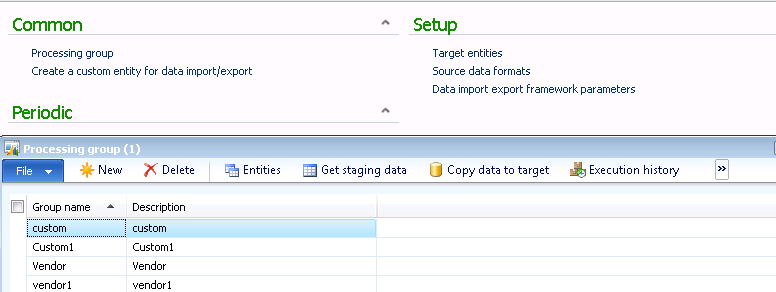 Common
Setup
Processing group
Target entities
Create a custom entity for data import/export
Source data formats
Data import export framework parameters
Periodic
Processing group (1)
File New Delete Entities Get staging data Copy data to target Execution history »
Group name Description
custom custom
Custom1 Custom1
Vendor Vendor
vendor1 vendor1